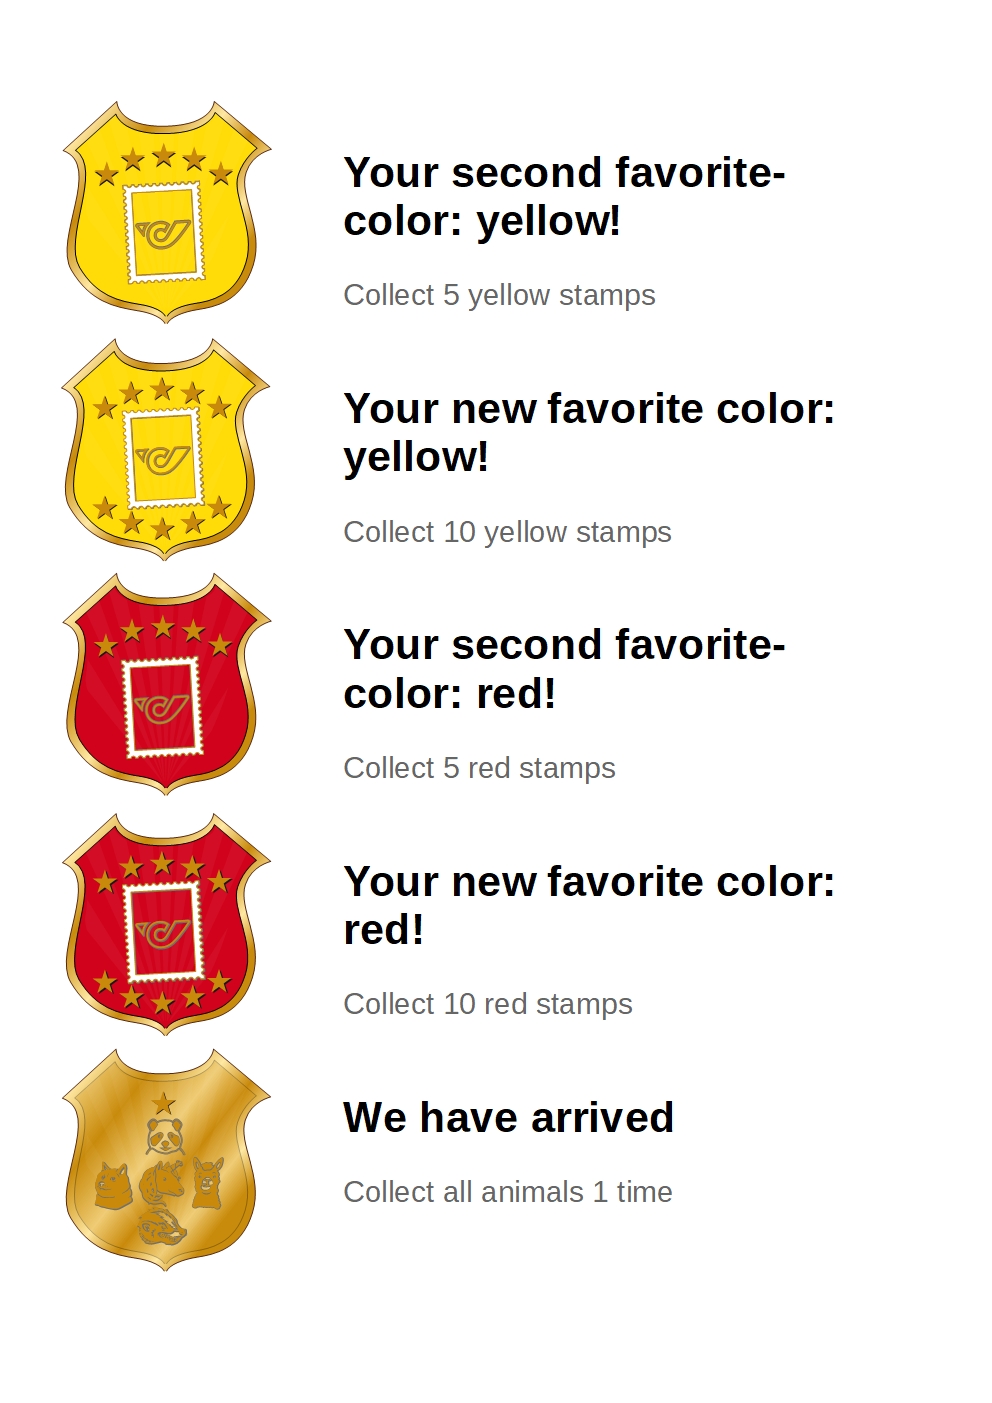 Your second favorite-
color: yellow!
Collect 5 yellow stamps
Your new favorite color:
yellow!
Collect 10 yellow stamps
Your second favorite-
color: red!
Collect 5 red stamps
Your new favorite color:
red!
Collect 10 red stamps
We have arrived
Collect all animals 1 time